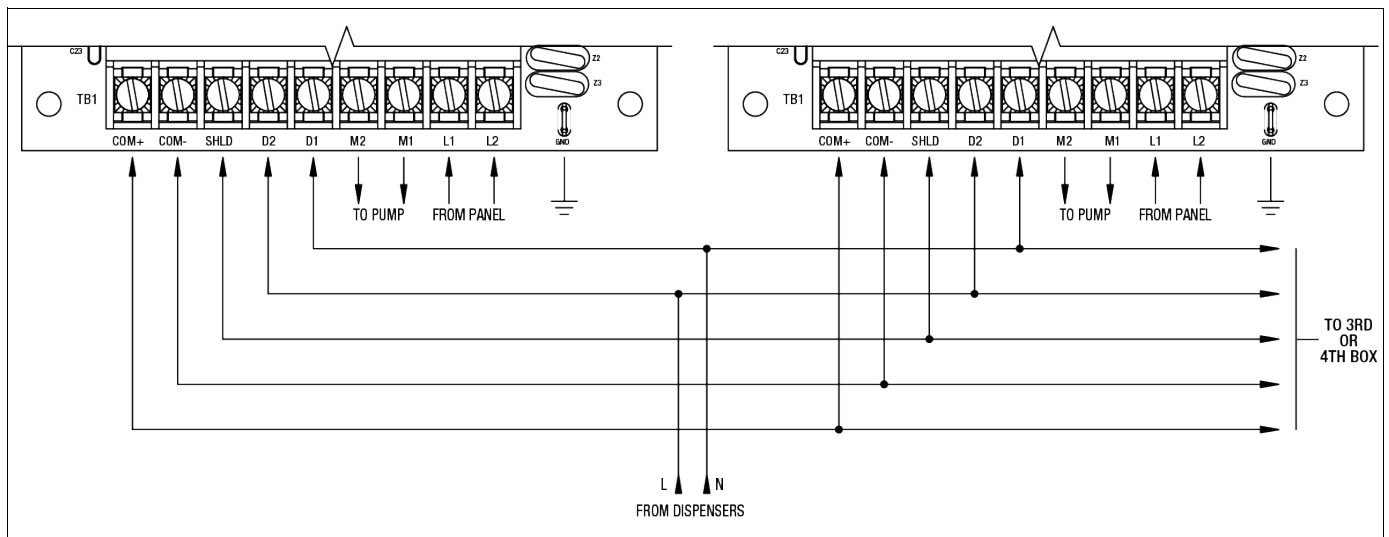 C23
Z2
C23
Z2
Z3
Z3
TB1
TB1
COM+ COM- SHLD D2 D1 M2 M1 L1 L2 GND
COM+ COM- SHLD D2 D1 M2 M1 L1 L2 GND
TO PUMP FROM PANEL
TO PUMP FROM PANEL
TO 3RD
OR
4TH BOX
L N
FROM DISPENSERS